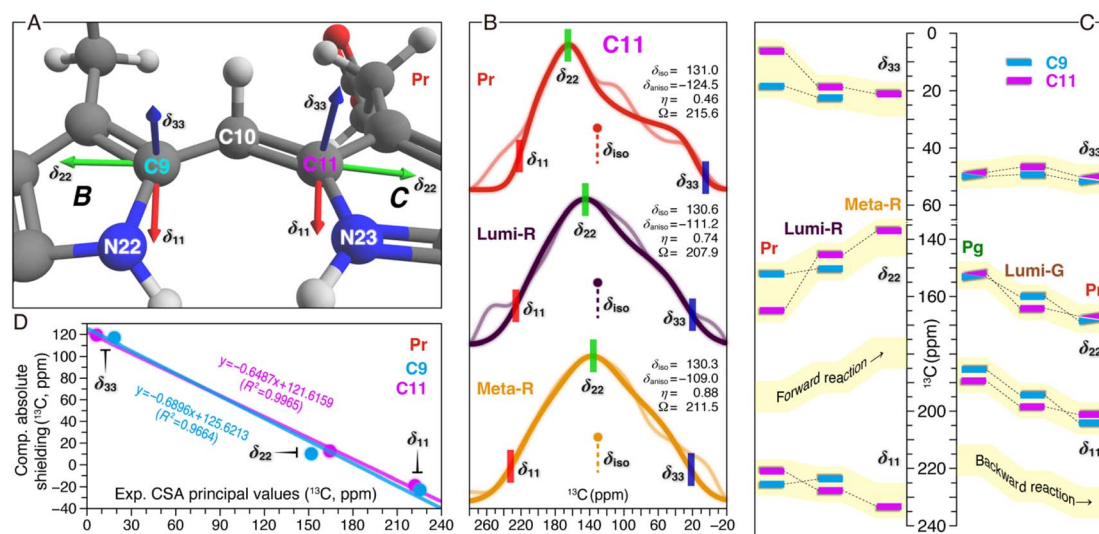 A
Pr
C10
δ33
δ33
C9
C11
δ22
B
C
δ22
δ11
δ11
N22
N23
B
C11
Pr
δ22
δiso = 131.0
δaniso = −124.5
η = 0.46
Ω = 215.6
δ11
δiso
δ33
Lumi-R
δ22
δiso = 130.6
δaniso = −111.2
η = 0.74
Ω = 207.9
δ11
δiso
δ33
Meta-R
δ22
δiso = 130.3
δaniso = −109.0
η = 0.88
Ω = 211.5
δ11
δiso
δ33
¹³C (ppm)
280 220 140 100 60 20 −20
C
0
20
40
60
140
160
180
200
220
240
¹³C (ppm)
C9
C11
δ33
δ33
Meta-R
Lumi-R
Pr
δ22
Pg
Lumi-G
Pr
δ22
Forward reaction →
δ11
δ11
Backward reaction →
D
Comp. absolute
shielding (¹³C, ppm)
120
100
80
60
40
20
0
−20
−40
Pr
C9
C11
y=−0.6487x+121.6159
(R²=0.9965)
y=−0.6896x+125.6213
(R²=0.9664)
δ33
δ22
δ11
Exp. CSA principal values (¹³C, ppm)
0 30 60 90 120 150 180 210 240